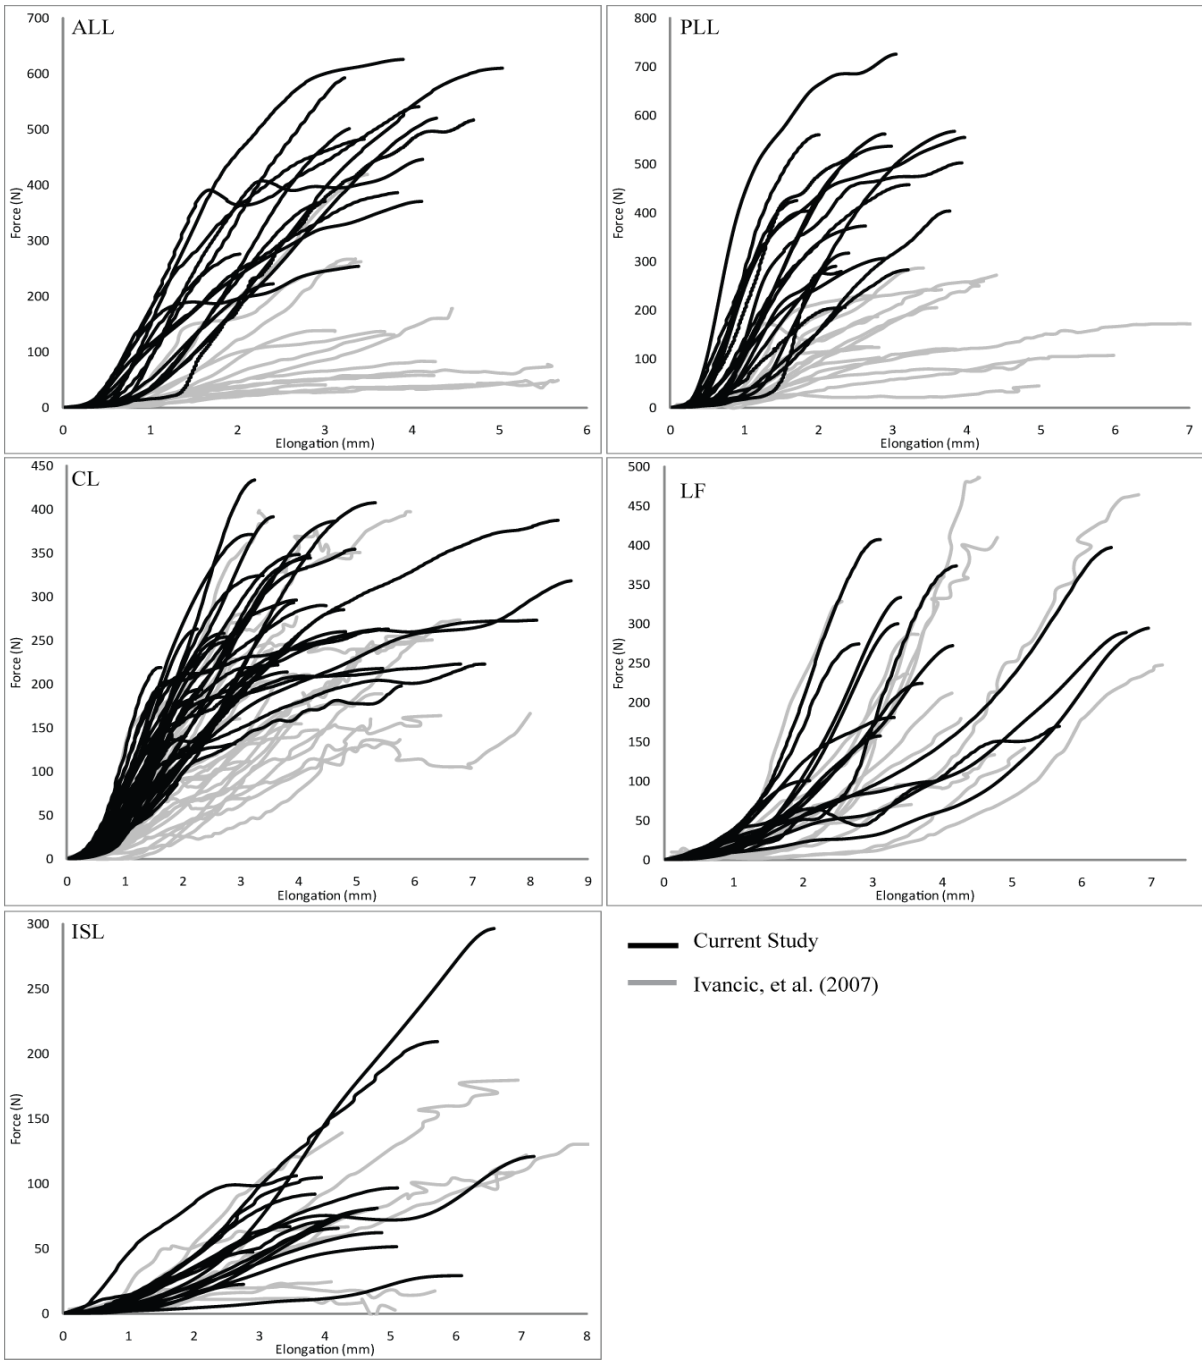 ALL
700
600
500
400
300
200
100
0
Force (N)
0 1 2 3 4 5 6
Elongation (mm)
PLL
800
700
600
500
400
300
200
100
0
Force (N)
0 1 2 3 4 5 6 7
Elongation (mm)
CL
450
400
350
300
250
200
150
100
50
0
Force (N)
0 1 2 3 4 5 6 7 8 9
Elongation (mm)
LF
500
450
400
350
300
250
200
150
100
50
0
Force (N)
0 1 2 3 4 5 6 7
Elongation (mm)
ISL
300
250
200
150
100
50
0
Force (N)
0 1 2 3 4 5 6 7 8
Elongation (mm)
Current Study
Ivancic, et al. (2007)